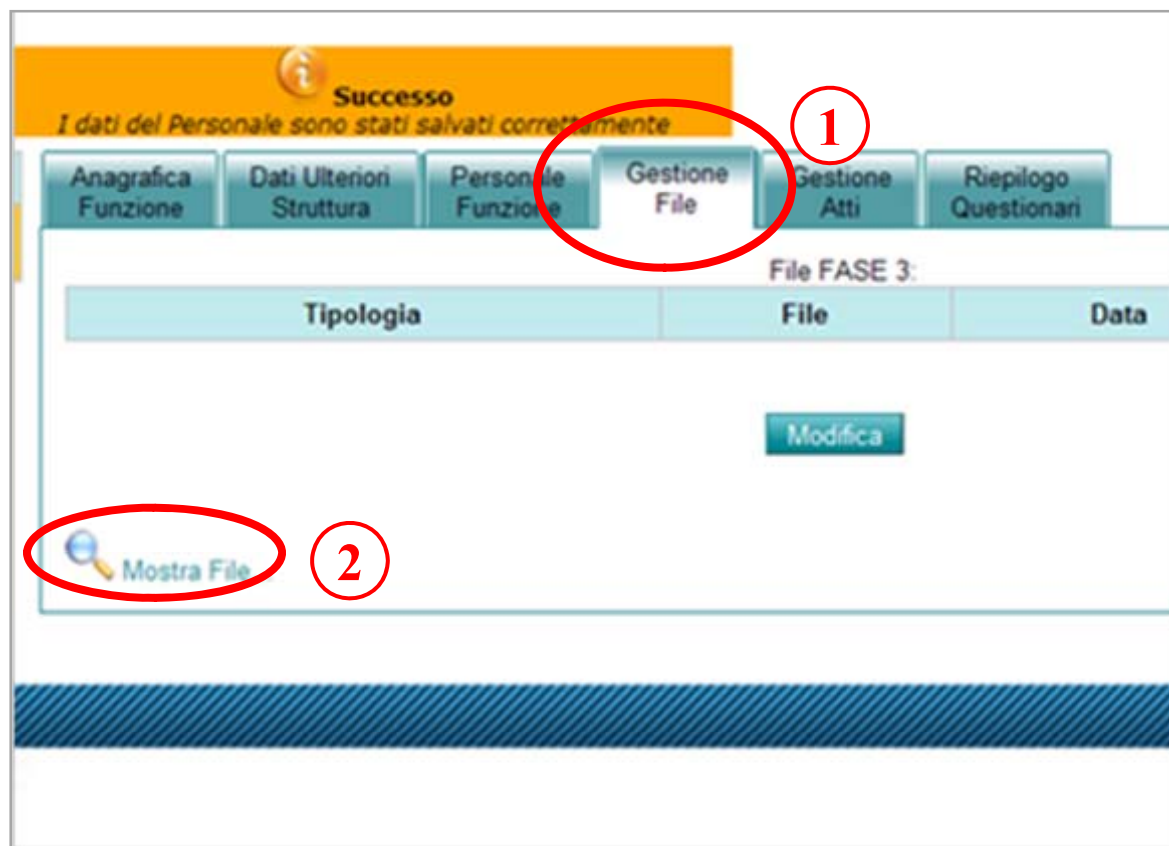 Successo
I dati del Personale sono stati salvati correttamente
1
Anagrafica Funzione
Dati Ulteriori Struttura
Personale Funzione
Gestione File
Gestione Atti
Riepilogo Questionari
File FASE 3:
Tipologia File Data
Modifica
Mostra File
2